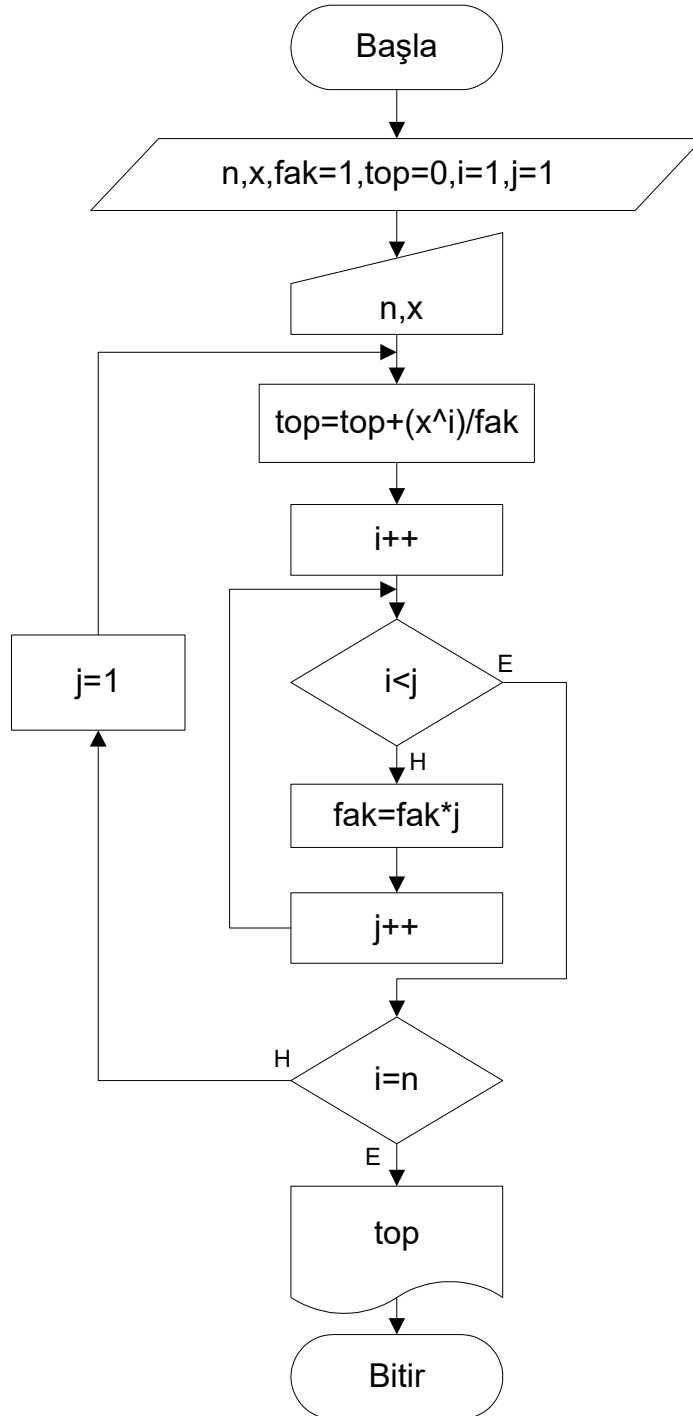 Başla
n,x,fak=1,top=0,i=1,j=1
n,x
top=top+(x^i)/fak
i++
j=1
i<j
E
H
fak=fak*j
j++
H
i=n
E
top
Bitir